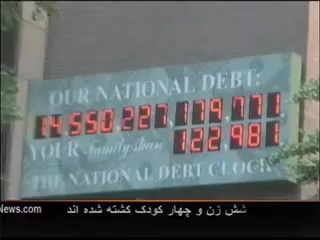 OUR NATIONAL DEBT:
14,550,227,179,771.
YOUR Family share 122,981
THE NATIONAL DEBT CLOCK
News.com
شش زن و چهار کودک کشته شده اند